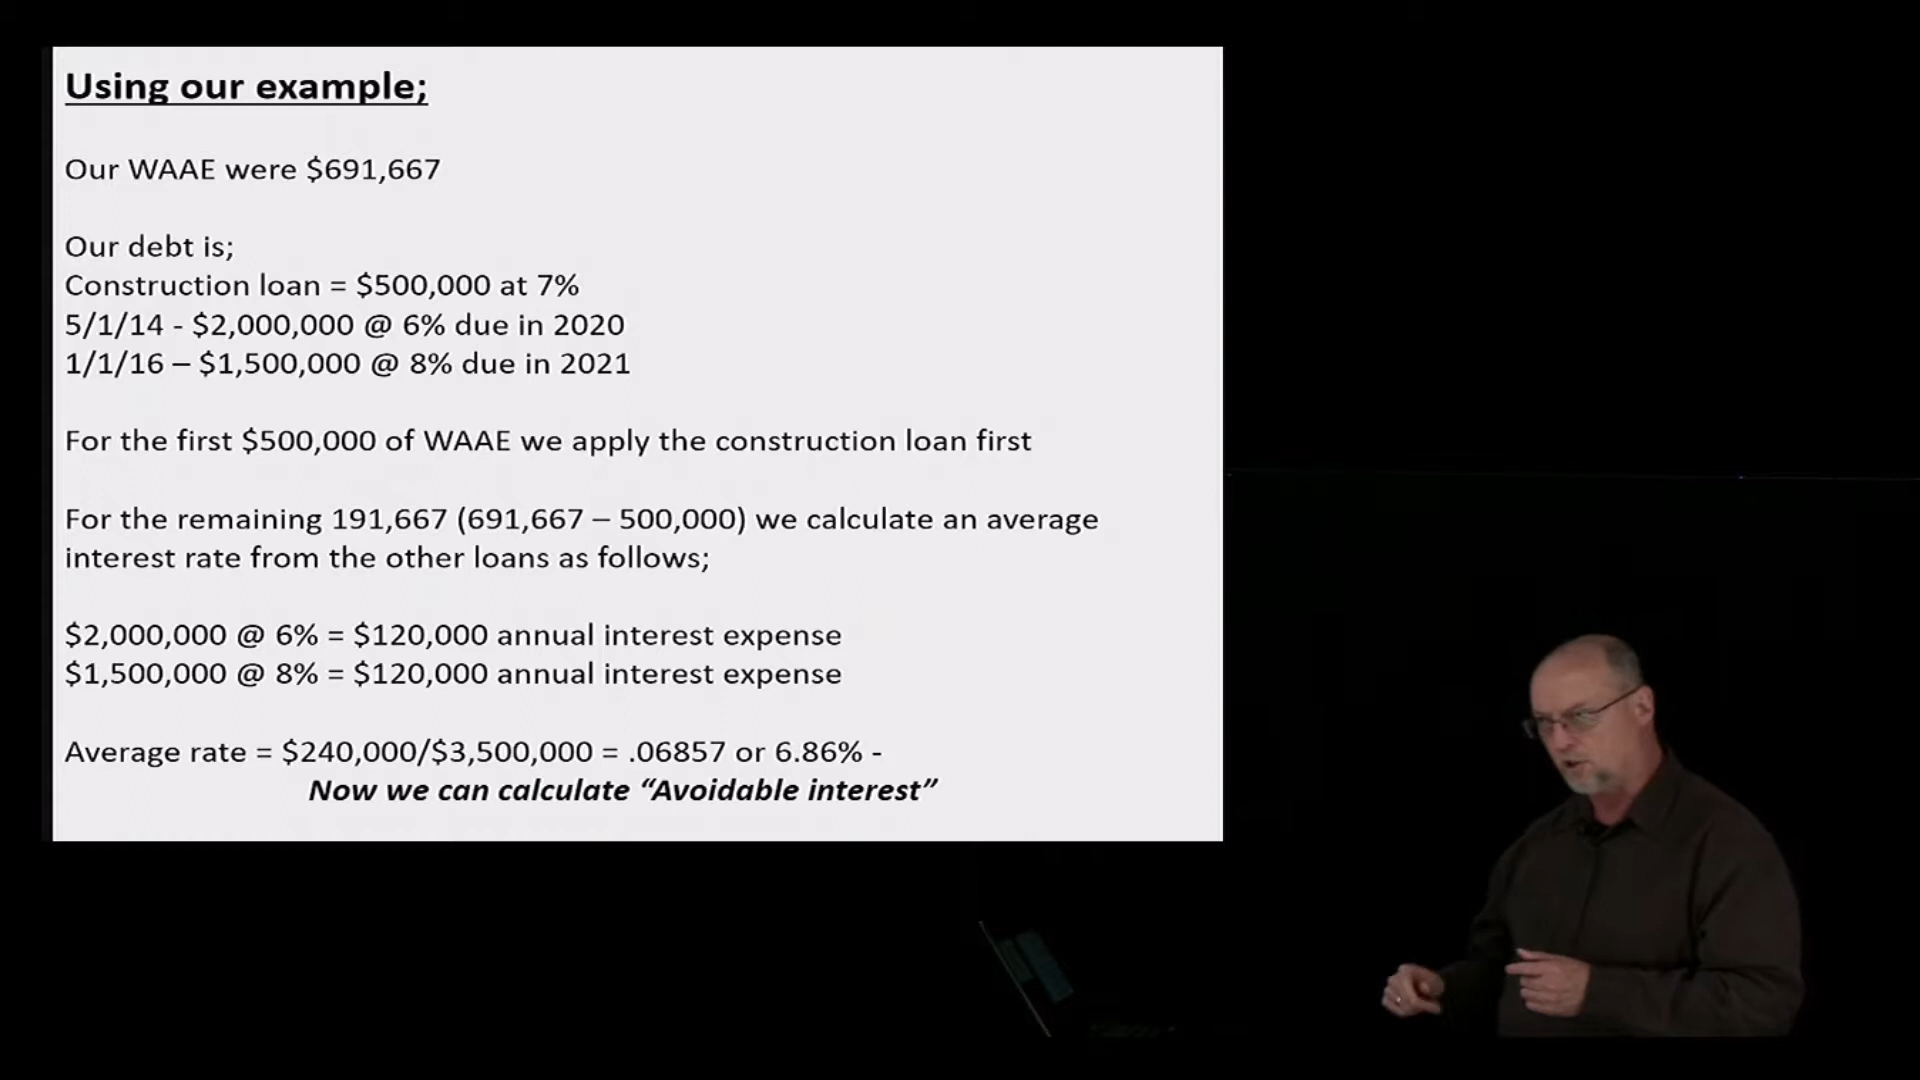 Using our example;
Our WAAE were $691,667
Our debt is;
Construction loan = $500,000 at 7%
5/1/14 - $2,000,000 @ 6% due in 2020
1/1/16 – $1,500,000 @ 8% due in 2021
For the first $500,000 of WAAE we apply the construction loan first
For the remaining 191,667 (691,667 – 500,000) we calculate an average
interest rate from the other loans as follows;
$2,000,000 @ 6% = $120,000 annual interest expense
$1,500,000 @ 8% = $120,000 annual interest expense
Average rate = $240,000/$3,500,000 = .06857 or 6.86% -
Now we can calculate “Avoidable interest”